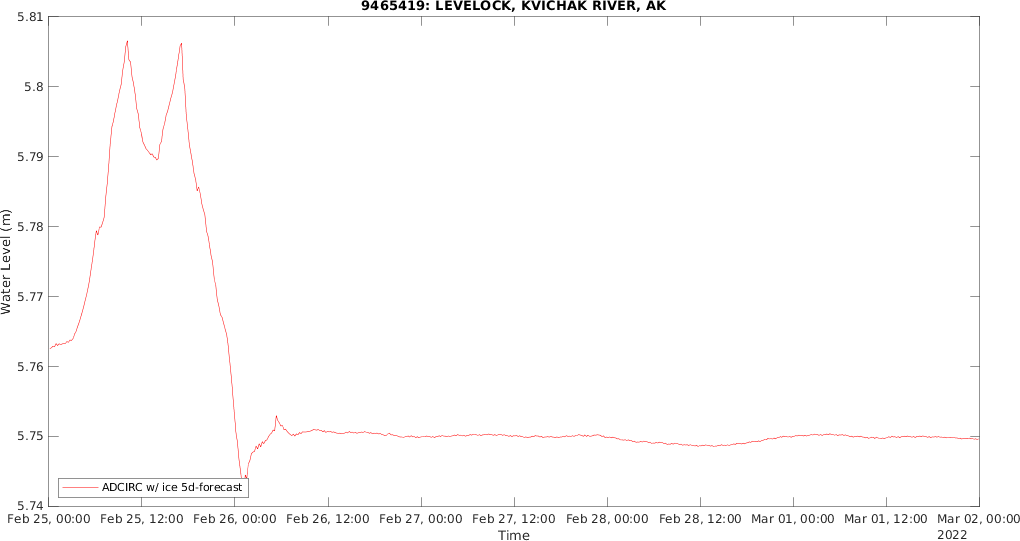 9465419: LEVELOCK, KVICHAK RIVER, AK
5.81
5.8
5.79
5.78
5.77
5.76
5.75
5.74
Water Level (m)
ADCIRC w/ ice 5d-forecast
Feb 25, 00:00 Feb 25, 12:00 Feb 26, 00:00 Feb 26, 12:00 Feb 27, 00:00 Feb 27, 12:00 Feb 28, 00:00 Feb 28, 12:00 Mar 01, 00:00 Mar 01, 12:00 Mar 02, 00:00
Time
2022